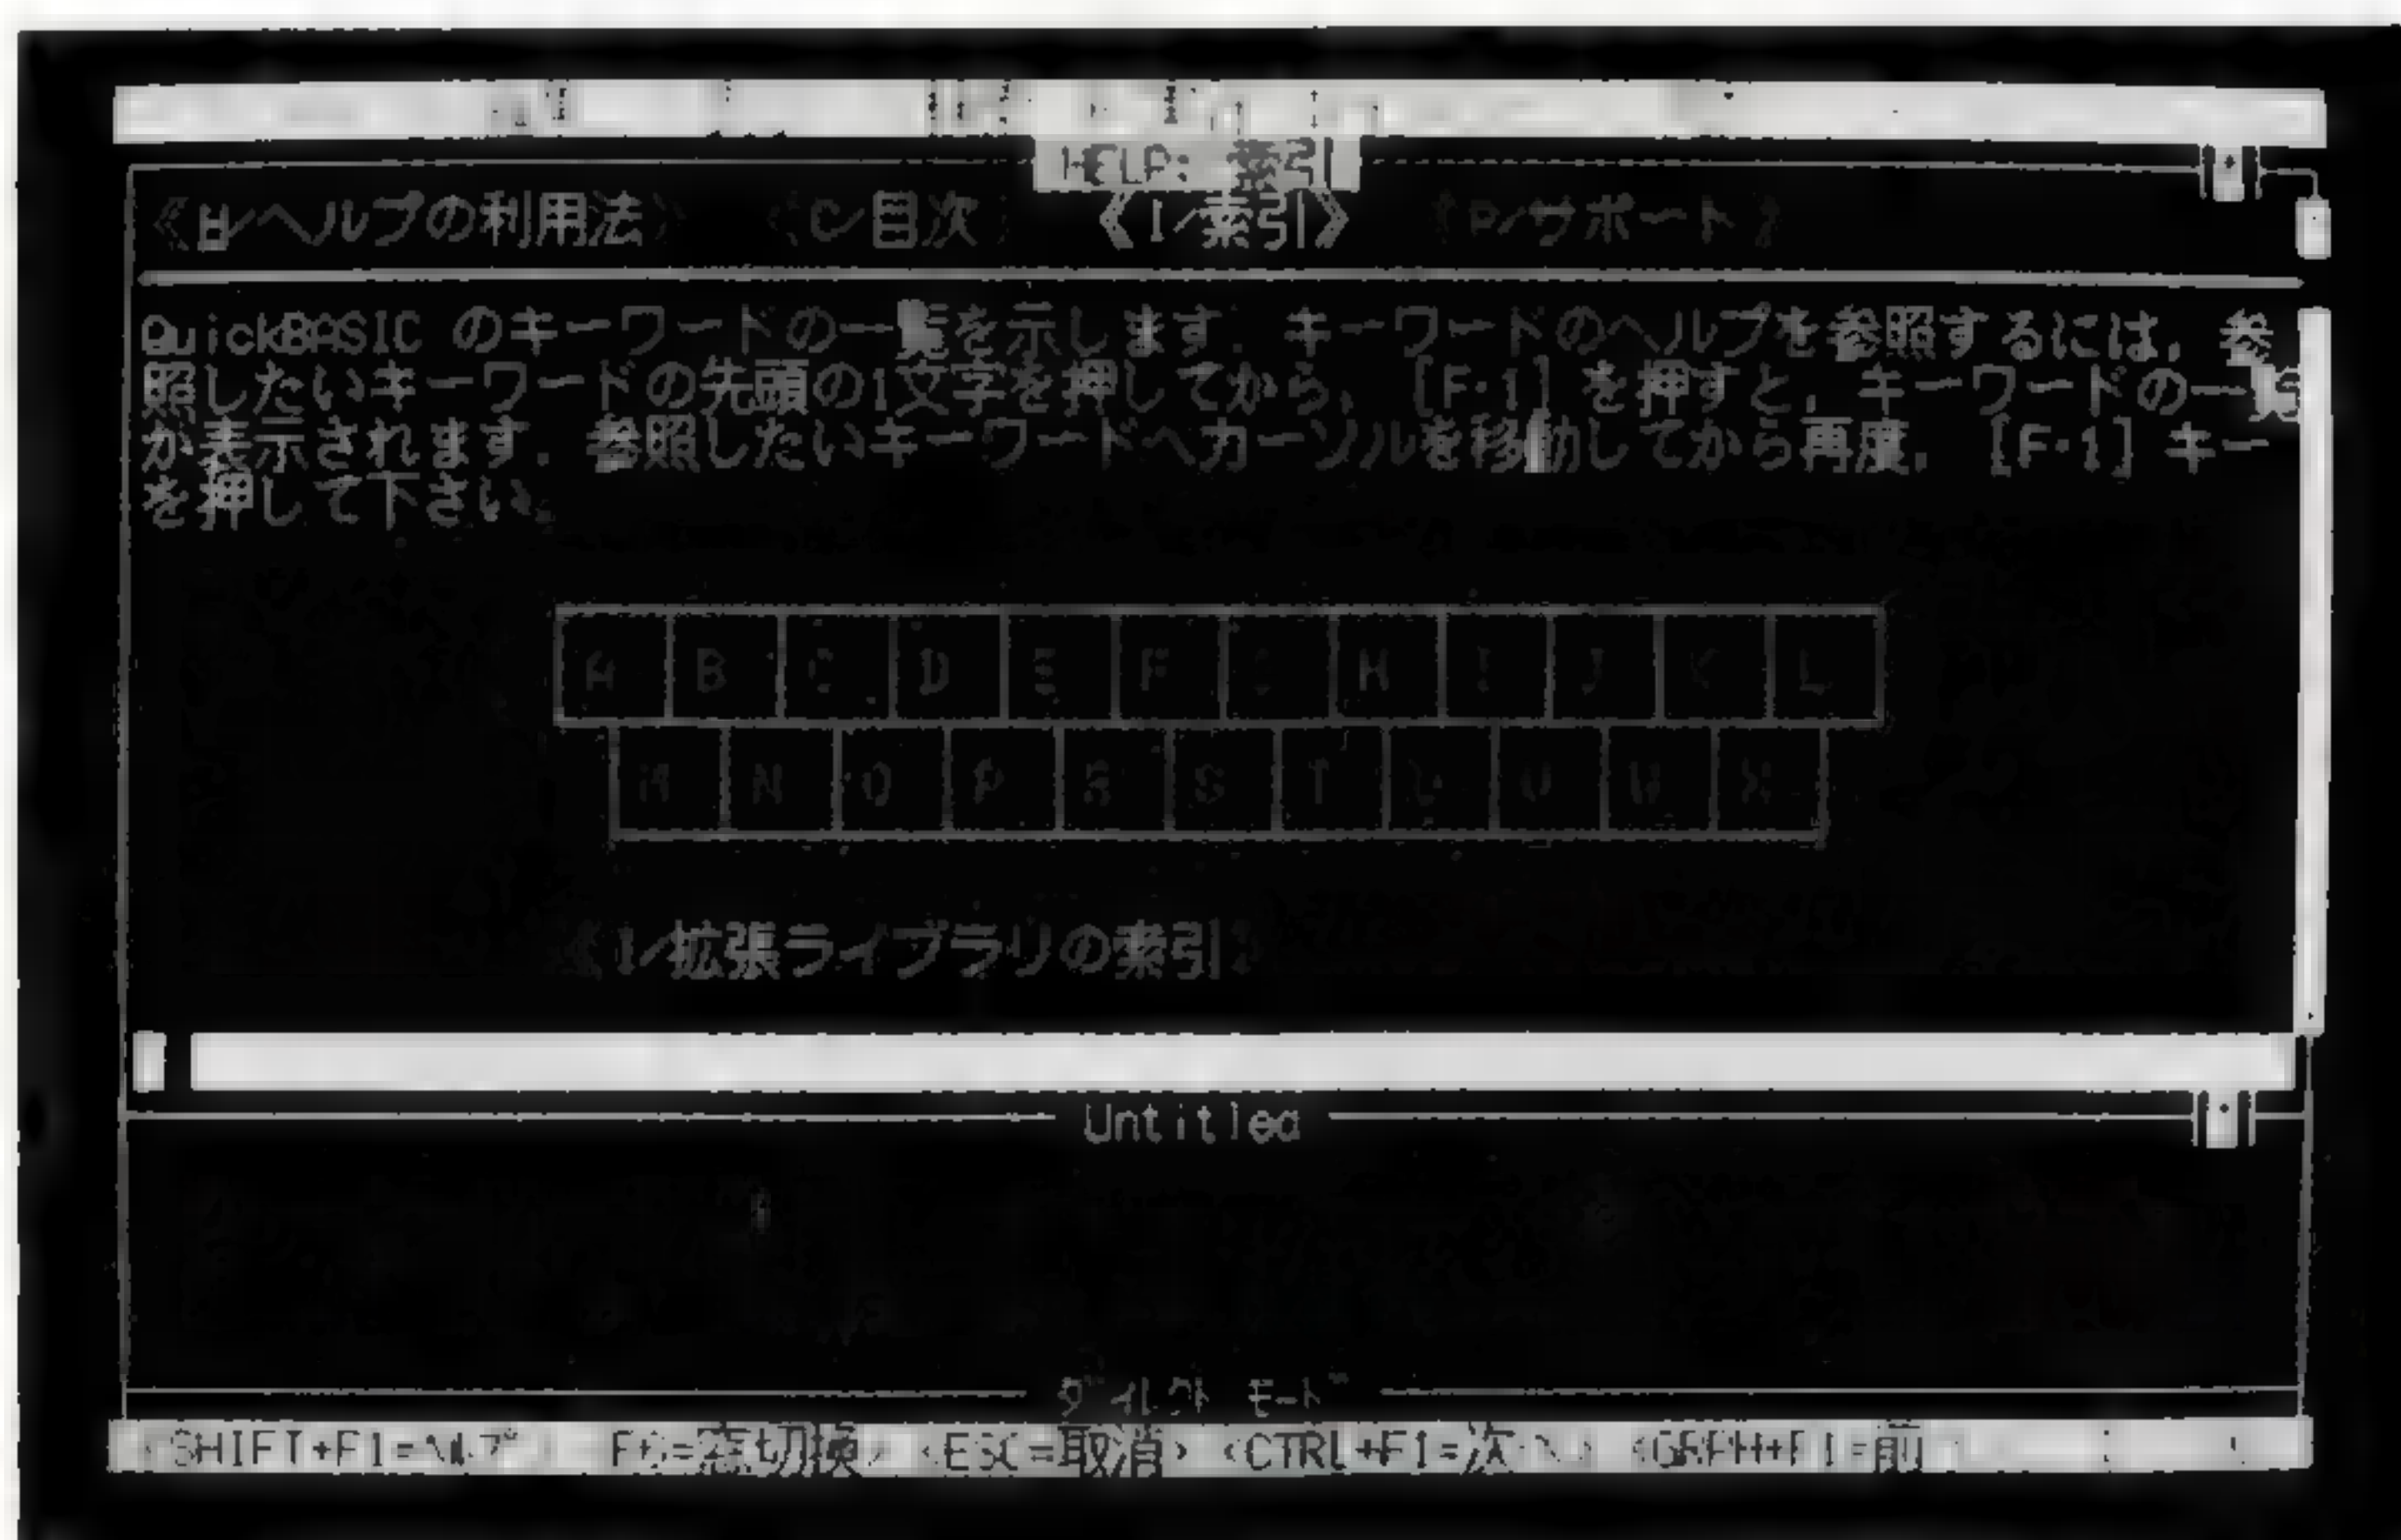 HELP: 索引
《H/ヘルプの利用法》 《C/目次》 《I/索引》 《P/サポート》
QuickBASIC のキーワードの一覧を示します. キーワードのヘルプを参照するには, 参
照したいキーワードの先頭の1文字を押してから, [F・1] を押すと, キーワードの一覧
が表示されます. 参照したいキーワードへカーソルを移動してから再度, [F・1] キー
を押して下さい.
A B C D E F H I J K L
M N O P R S T U W
《1/拡張ライブラリの索引》
Untitled
ダイレクト モード
<SHIFT+F1=ヘルプ> <F6=窓切換> <ESC=取消> <CTRL+F1=次へ> <GRPH+F1=前